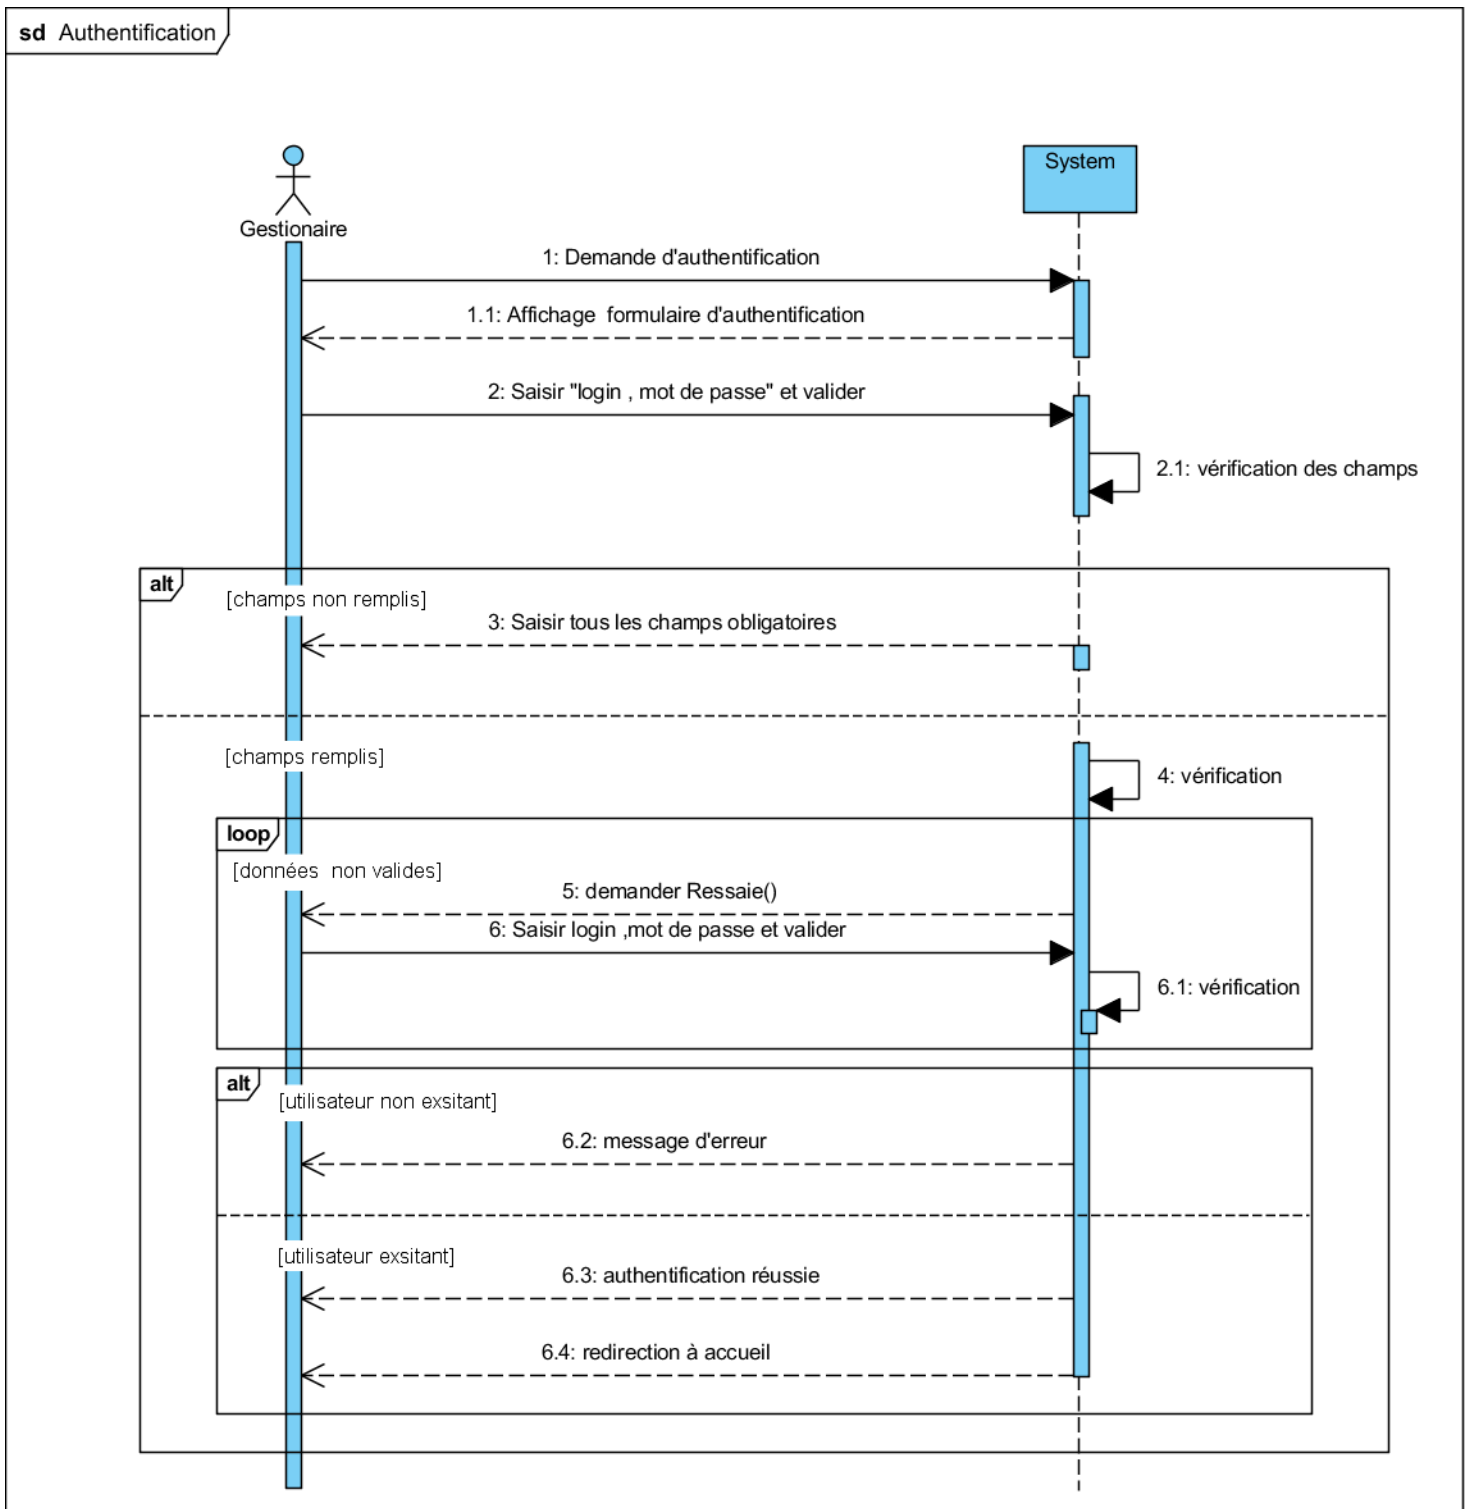 sd Authentification
System
Gestionaire
1: Demande d'authentification
1.1: Affichage  formulaire d'authentification
2: Saisir "login , mot de passe" et valider
2.1: vérification des champs
alt
[champs non remplis]
3: Saisir tous les champs obligatoires
[champs remplis]
4: vérification
loop
[données  non valides]
5: demander Ressaie()
6: Saisir login ,mot de passe et valider
6.1: vérification
alt
[utilisateur non exsitant]
6.2: message d'erreur
[utilisateur exsitant]
6.3: authentification réussie
6.4: redirection à accueil